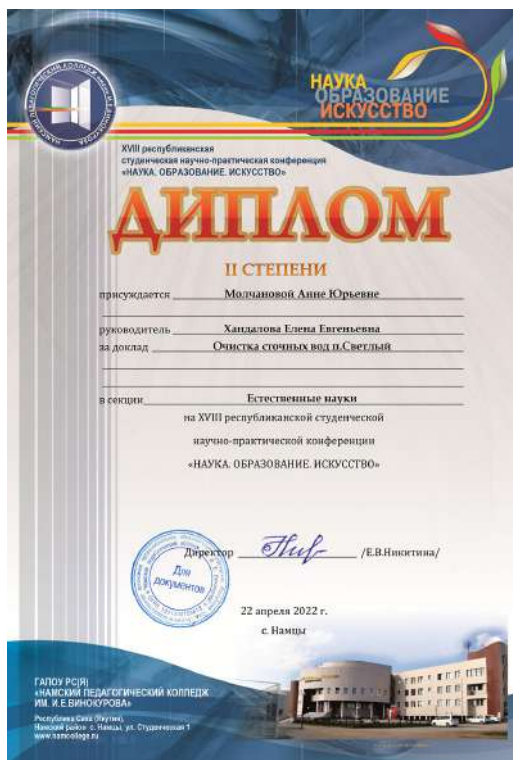 НАУКА
ОБРАЗОВАНИЕ
ИСКУССТВО
XVIII республиканская
студенческая научно-практическая конференция
«НАУКА. ОБРАЗОВАНИЕ. ИСКУССТВО»
ДИПЛОМ
II СТЕПЕНИ
присуждается Молчановой Анне Юрьевне
руководитель Хандалова Елена Евгеньевна
за доклад Очистка сточных вод п.Светлый
в секции Естественные науки
на XVIII республиканской студенческой
научно-практической конференции
«НАУКА. ОБРАЗОВАНИЕ. ИСКУССТВО»
Директор /Е.В.Никитина/
Для
документов
22 апреля 2022 г.
с. Намцы
ГАПОУ РС(Я)
«НАМСКИЙ ПЕДАГОГИЧЕСКИЙ КОЛЛЕДЖ
ИМ. И.Е.ВИНОКУРОВА»
Республика Саха (Якутия),
Намский район с. Намцы, ул. Студенческая 1
www.namcollege.ru